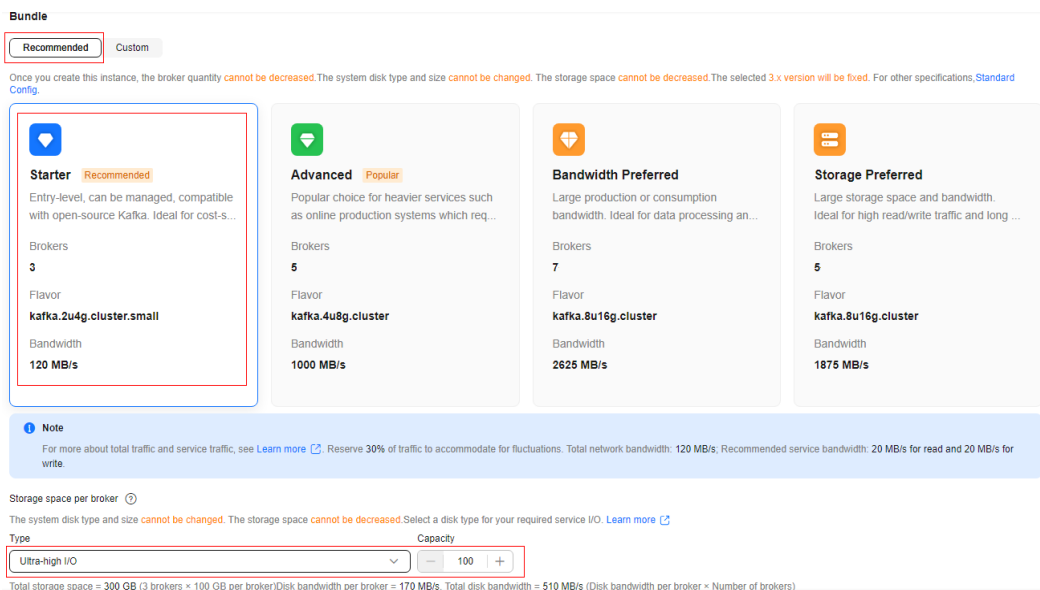 Bundle
Recommended Custom
Once you create this instance, the broker quantity cannot be decreased.The system disk type and size cannot be changed. The storage space cannot be decreased.The selected 3.x version will be fixed. For other specifications,Standard
Config.
Starter Recommended
Entry-level, can be managed, compatible
with open-source Kafka. Ideal for cost-s...
Brokers
3
Flavor
kafka.2u4g.cluster.small
Bandwidth
120 MB/s
Advanced Popular
Popular choice for heavier services such
as online production systems which req...
Brokers
5
Flavor
kafka.4u8g.cluster
Bandwidth
1000 MB/s
Bandwidth Preferred
Large production or consumption
bandwidth. Ideal for data processing an...
Brokers
7
Flavor
kafka.8u16g.cluster
Bandwidth
2625 MB/s
Storage Preferred
Large storage space and bandwidth.
Ideal for high read/write traffic and long ...
Brokers
5
Flavor
kafka.8u16g.cluster
Bandwidth
1875 MB/s
Note
For more about total traffic and service traffic, see Learn more. Reserve 30% of traffic to accommodate for fluctuations. Total network bandwidth: 120 MB/s; Recommended service bandwidth: 20 MB/s for read and 20 MB/s for
write.
Storage space per broker
The system disk type and size cannot be changed. The storage space cannot be decreased.Select a disk type for your required service I/O. Learn more
Type Capacity
Ultra-high I/O 100
Total storage space = 300 GB (3 brokers × 100 GB per broker)Disk bandwidth per broker = 170 MB/s. Total disk bandwidth = 510 MB/s (Disk bandwidth per broker × Number of brokers)